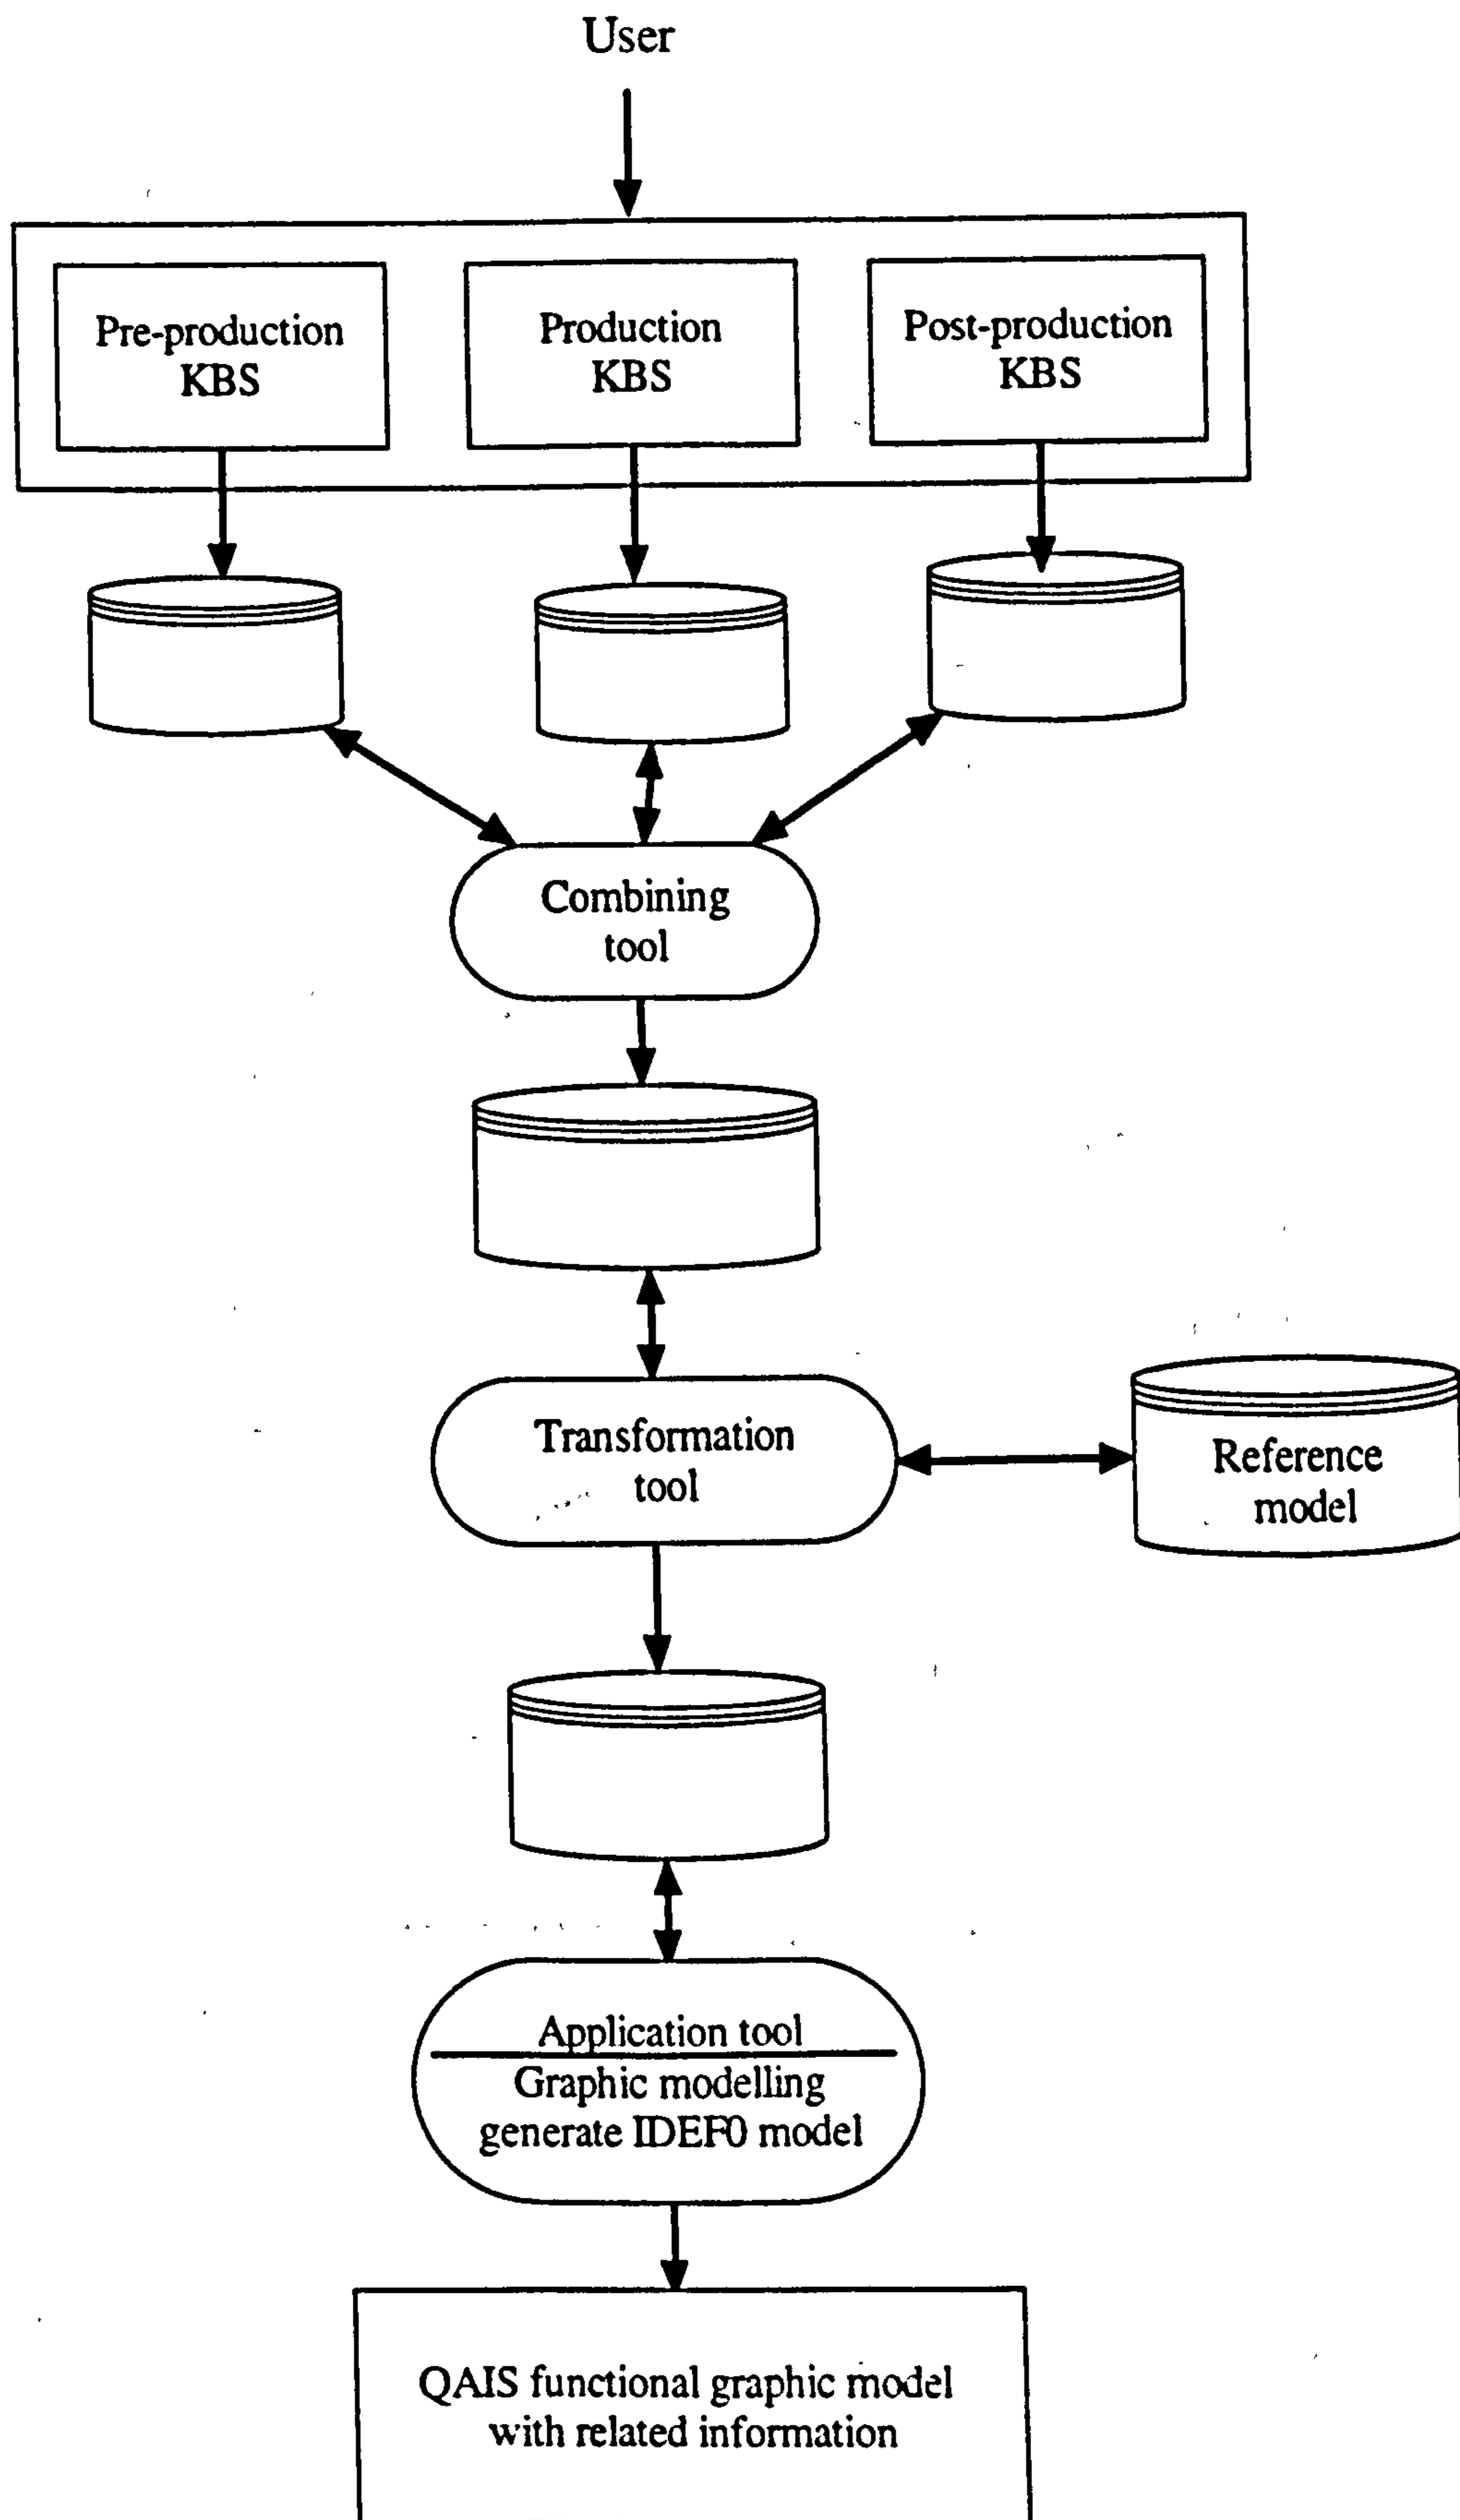 User
Pre-production
KBS
Production
KBS
Post-production
KBS
Combining
tool
Transformation
tool
Reference
model
Application tool
Graphic modelling
generate IDEF0 model
QAIS functional graphic model
with related information